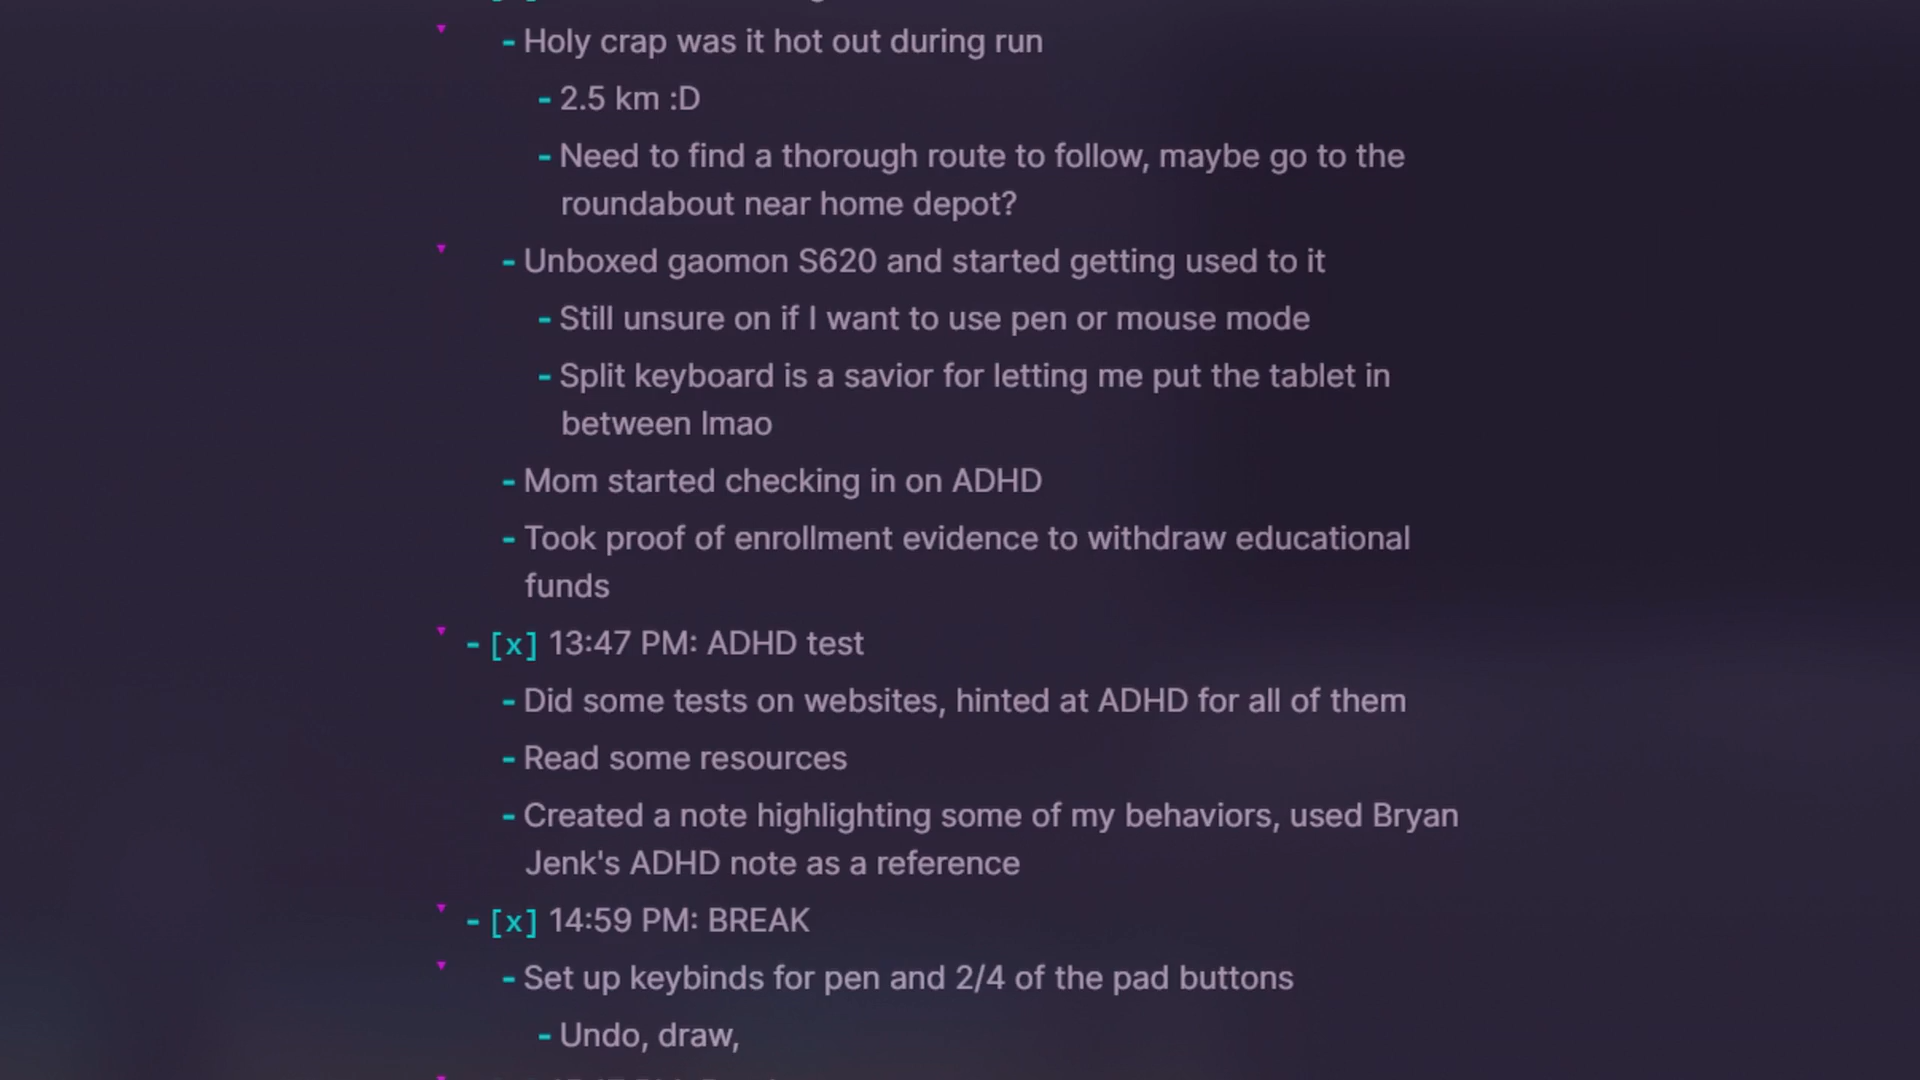 - Holy crap was it hot out during run
- 2.5 km :D
- Need to find a thorough route to follow, maybe go to the
roundabout near home depot?
- Unboxed gaomon S620 and started getting used to it
- Still unsure on if I want to use pen or mouse mode
- Split keyboard is a savior for letting me put the tablet in
between lmao
- Mom started checking in on ADHD
- Took proof of enrollment evidence to withdraw educational
funds
- [x] 13:47 PM: ADHD test
- Did some tests on websites, hinted at ADHD for all of them
- Read some resources
- Created a note highlighting some of my behaviors, used Bryan
Jenk's ADHD note as a reference
- [x] 14:59 PM: BREAK
- Set up keybinds for pen and 2/4 of the pad buttons
- Undo, draw,